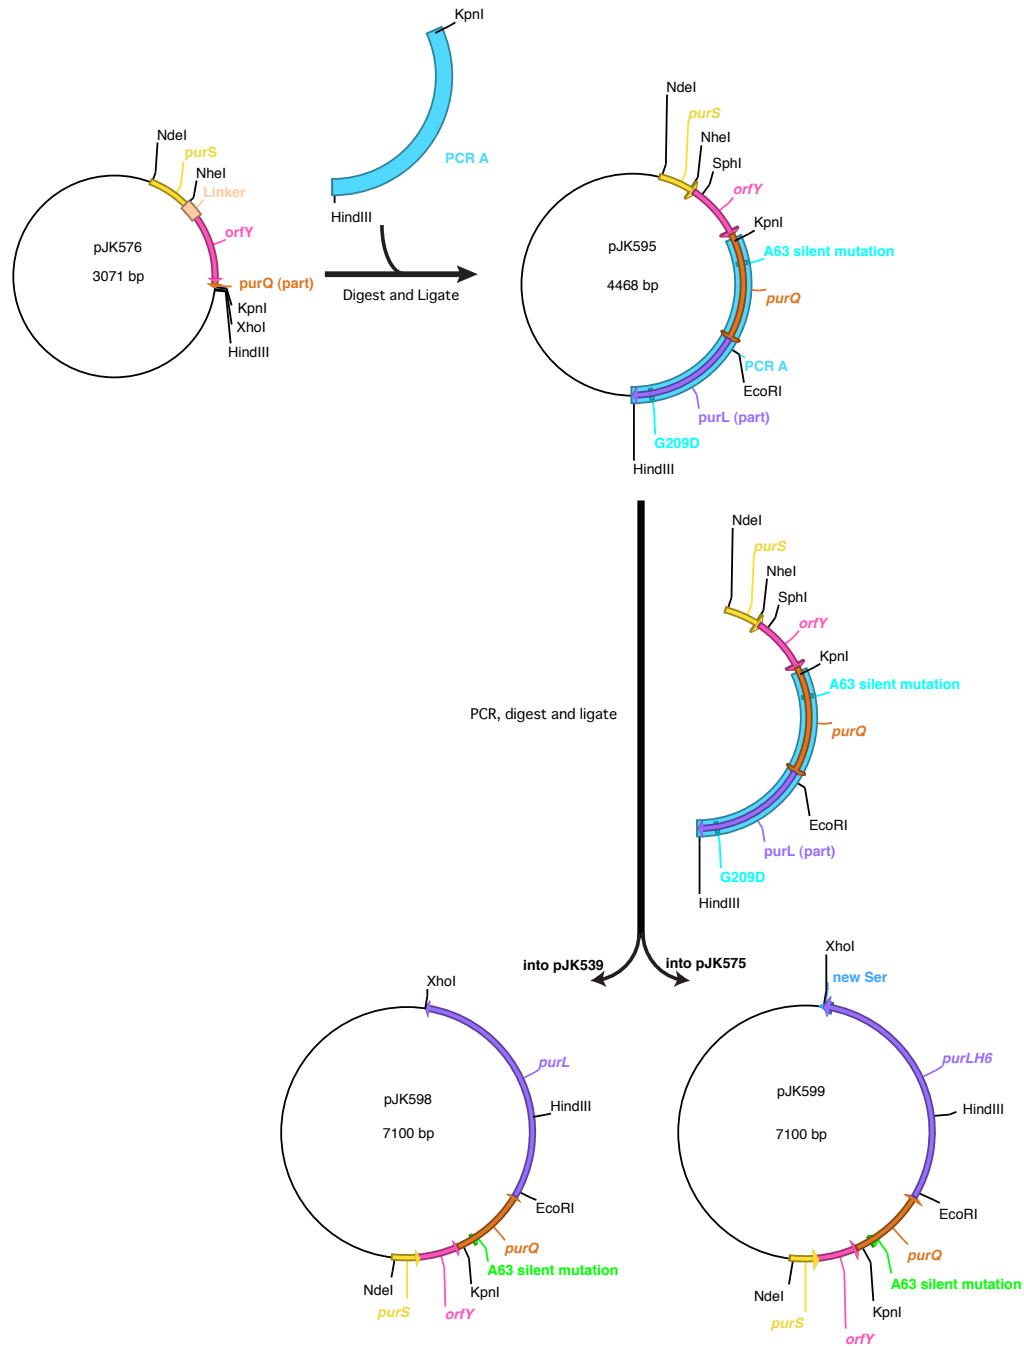 KpnI
PCR A
HindIII
NdeI
purS
NheI
Linker
orfY
pJK576
3071 bp
purQ (part)
KpnI
XhoI
HindIII
Digest and Ligate
NdeI
purS
NheI
SphI
orfY
KpnI
A63 silent mutation
pJK595
4468 bp
purQ
PCR A
EcoRI
purL (part)
G209D
HindIII
NdeI
purS
NheI
SphI
orfY
KpnI
A63 silent mutation
PCR, digest and ligate
purQ
EcoRI
purL (part)
G209D
HindIII
into pJK539
into pJK575
XhoI
purL
pJK598
HindIII
7100 bp
EcoRI
purQ
A63 silent mutation
NdeI
KpnI
purS
orfY
XhoI
new Ser
purLH6
pJK599
HindIII
7100 bp
EcoRI
purQ
A63 silent mutation
NdeI
KpnI
purS
orfY